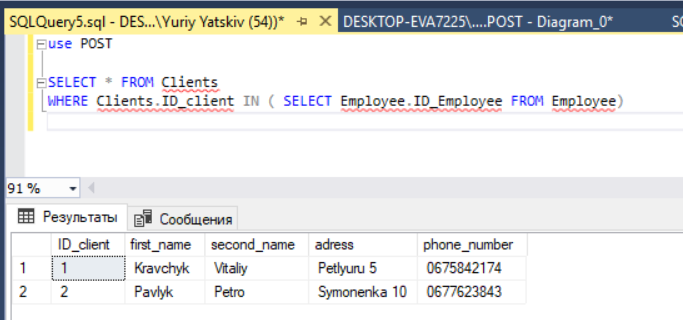 SQLQuery5.sql - DES...\Yuriy Yatskiv (54))* DESKTOP-EVA7225\....POST - Diagram_0*
use POST
SELECT * FROM Clients
WHERE Clients.ID_client IN ( SELECT Employee.ID_Employee FROM Employee)
91 %
Результаты Сообщения
ID_client first_name second_name adress phone_number
1 1 Kravchyk Vitaliy Petlyuru 5 0675842174
2 2 Pavlyk Petro Symonenka 10 0677623843